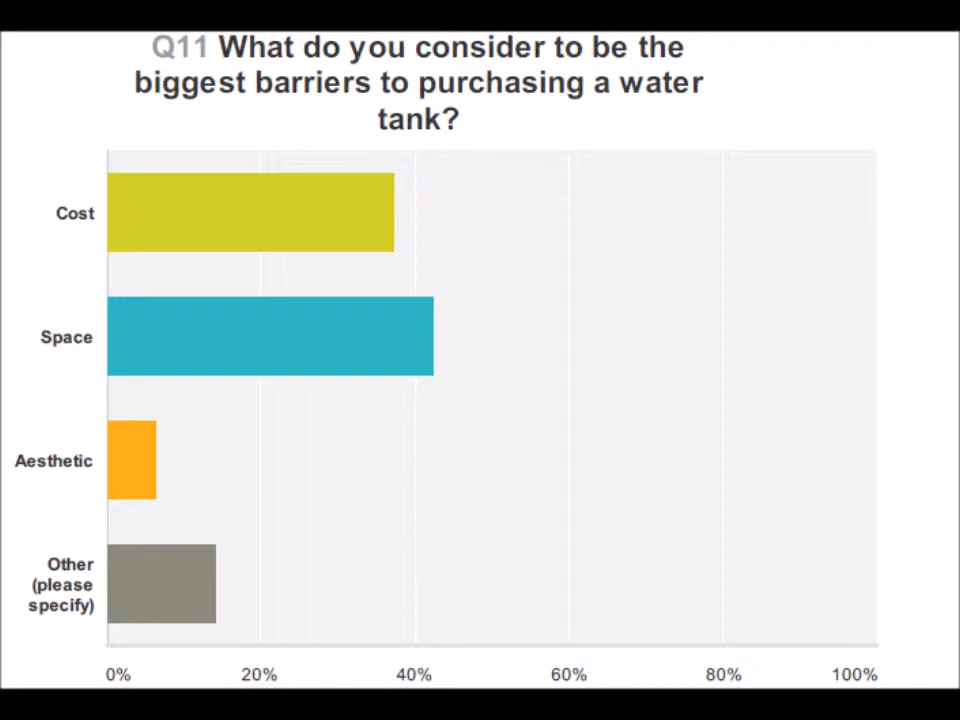 Q11 What do you consider to be the
biggest barriers to purchasing a water
tank?
Cost
Space
Aesthetic
Other
(please
specify)
0% 20% 40% 60% 80% 100%